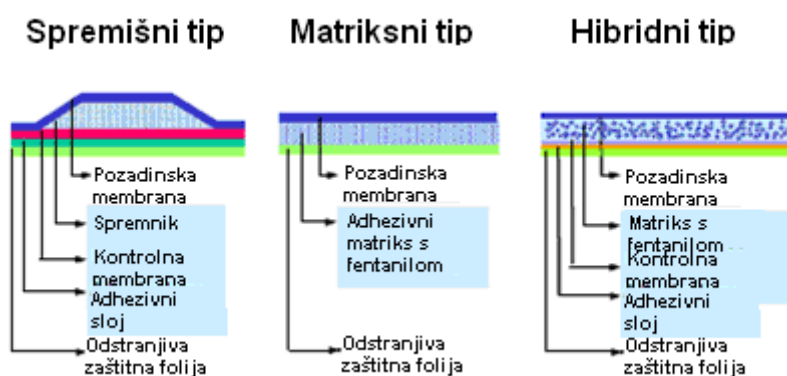 Spremišni tip
Pozadinska
membrana
Spremnik
Kontrolna
membrana
Adhezivni
sloj
Odstranjiva
zaštitna folija
Matriksni tip
Pozadinska
membrana
Adhezivni
matriks s
fentanilom
Odstranjiva
zaštitna folija
Hibridni tip
Pozadinska
membrana
Matriks s
fentanilom
Kontrolna
membrana
Adhezivni
sloj
Odstranjiva
zaštitna folija